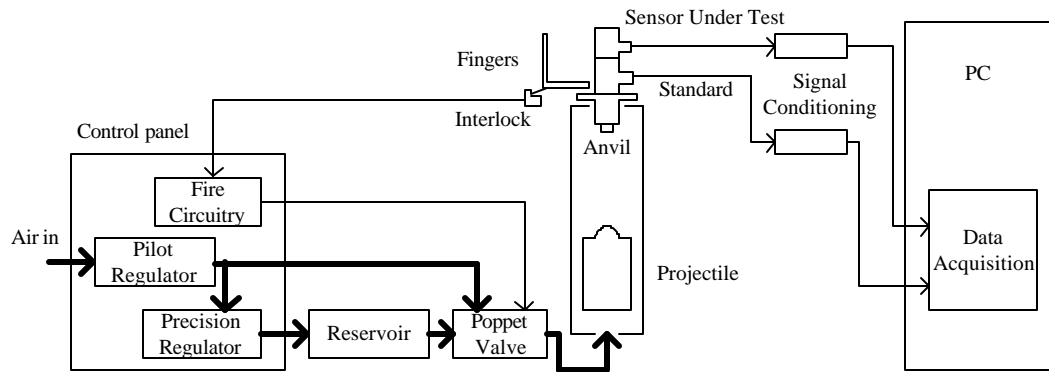 Sensor Under Test
Fingers
PC
Standard
Signal
Conditioning
Interlock
Control panel
Anvil
Fire
Circuitry
Air in
Pilot
Regulator
Projectile
Data
Acquisition
Precision
Regulator
Reservoir
Poppet
Valve